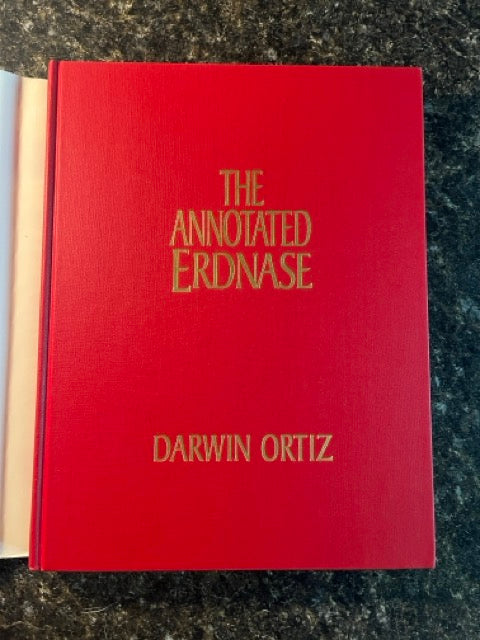 THE
ANNOTATED
ERDNASE
DARWIN ORTIZ